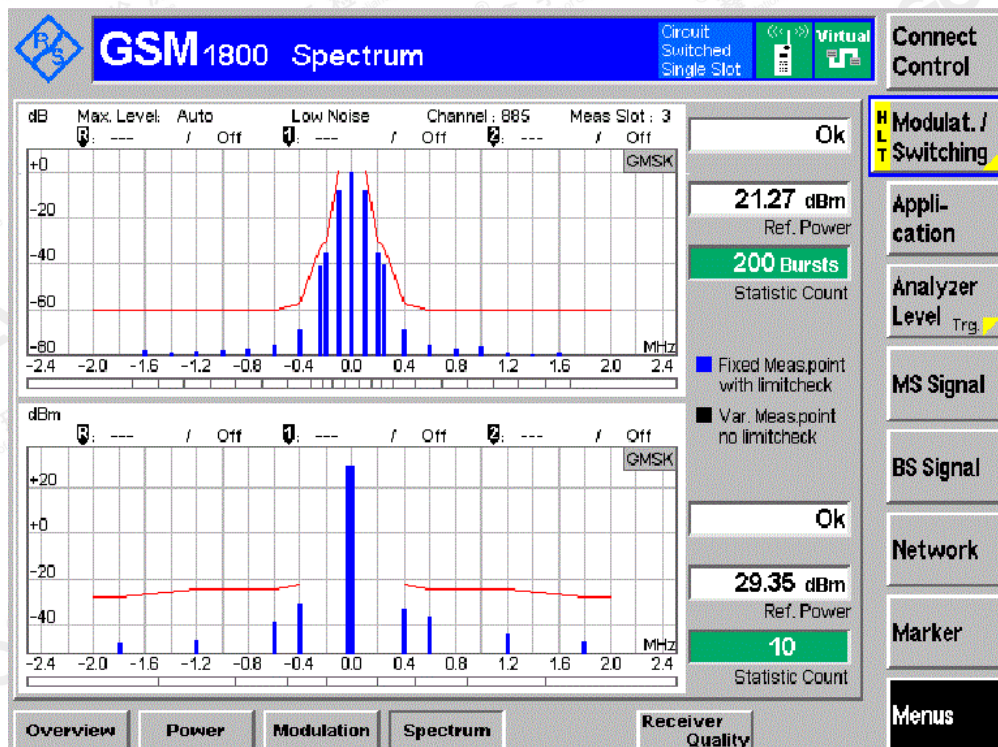 R/S
GSM 1800 Spectrum
Circuit Switched Single Slot
Virtual
Connect Control
dB Max. Level: Auto Low Noise Channel : 885 Meas Slot : 3
R: --- / Off 1: --- / Off 2: --- / Off
GMSK
+0
-20
-40
-60
-80
MHz
-2.4 -2.0 -1.6 -1.2 -0.8 -0.4 0.0 0.4 0.8 1.2 1.6 2.0 2.4
Ok
21.27 dBm
Ref. Power
200 Bursts
Statistic Count
Fixed Meas.point
with limitcheck
Var. Meas.point
no limitcheck
dBm
R: --- / Off 1: --- / Off 2: --- / Off
GMSK
+20
+0
-20
-40
MHz
-2.4 -2.0 -1.6 -1.2 -0.8 -0.4 0.0 0.4 0.8 1.2 1.6 2.0 2.4
Ok
29.35 dBm
Ref. Power
10
Statistic Count
HLT
Modulat. /
Switching
Appli-
cation
Analyzer
Level Trg.
MS Signal
BS Signal
Network
Marker
Menus
Overview Power Modulation Spectrum Receiver Quality